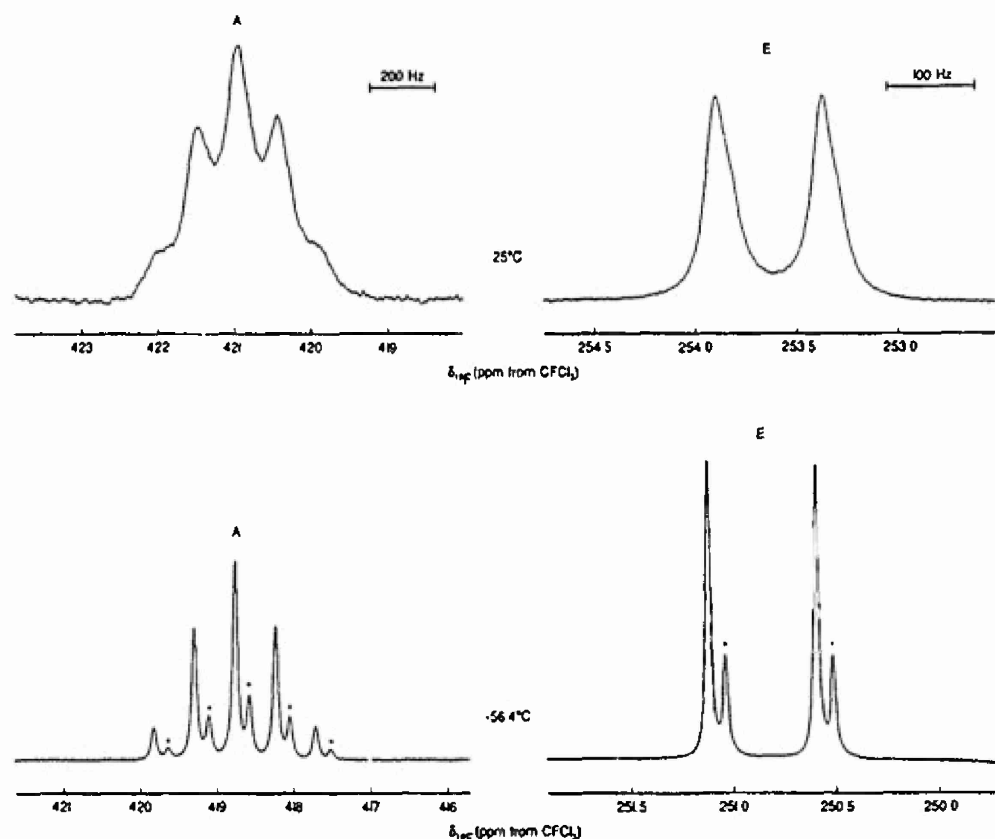 A
200 Hz
E
100 Hz
25°C
423 422 421 420 419
254.5 254.0 253.5 253.0
δ19F (ppm from CFCl3)
A
E
-56.4°C
421 420 419 418 417 416
251.5 251.0 250.5 250.0
δ19F (ppm from CFCl3)